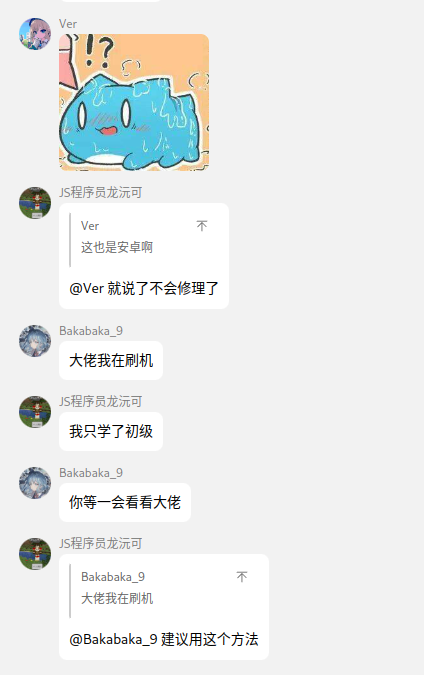 Ver
!?
JS程序员龙沅可
Ver
这也是安卓啊
@Ver 就说了不会修理了
Bakabaka_9
大佬我在刷机
JS程序员龙沅可
我只学了初级
Bakabaka_9
你等一会看看大佬
JS程序员龙沅可
Bakabaka_9
大佬我在刷机
@Bakabaka_9 建议用这个方法